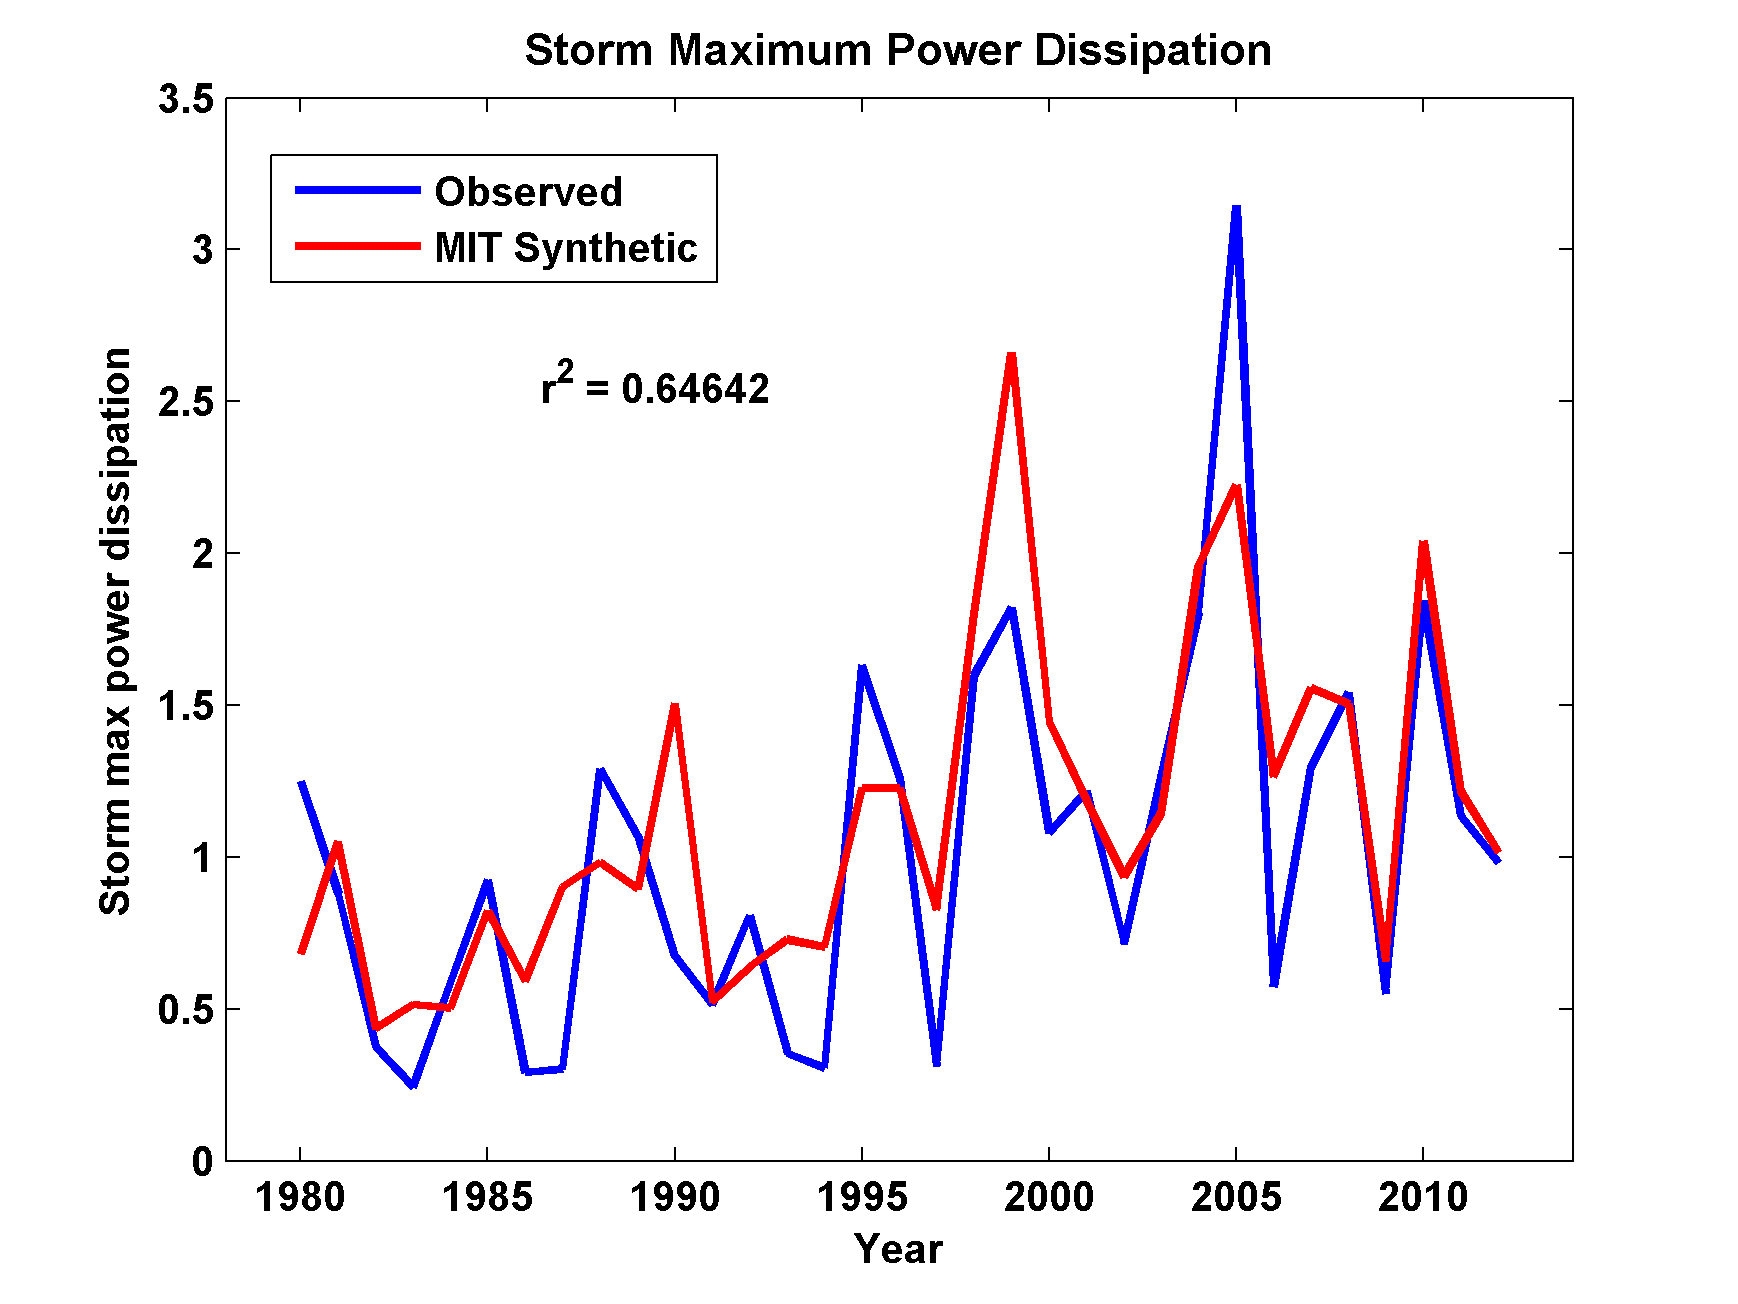 Storm Maximum Power Dissipation
3.5
3
2.5
2
1.5
1
0.5
0
Storm max power dissipation
Observed
MIT Synthetic
r² = 0.64642
1980 1985 1990 1995 2000 2005 2010
Year